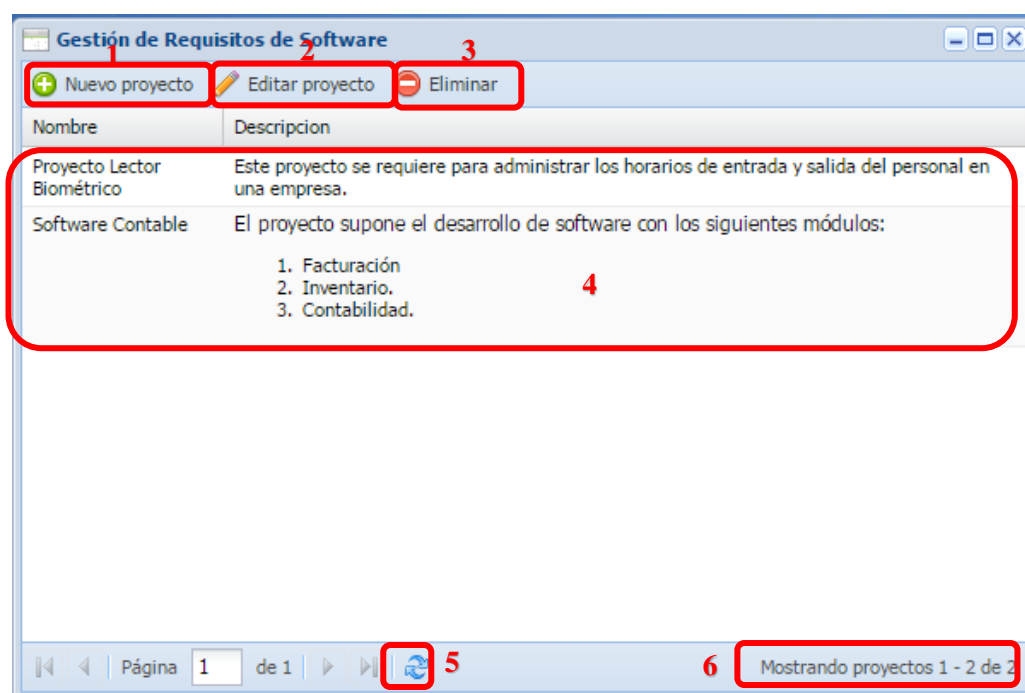 Gestión de Requisitos de Software
1 2 3
Nuevo proyecto Editar proyecto Eliminar
Nombre Descripcion
Proyecto Lector Biométrico
Este proyecto se requiere para administrar los horarios de entrada y salida del personal en
una empresa.
Software Contable El proyecto supone el desarrollo de software con los siguientes módulos:
1. Facturación
2. Inventario.
3. Contabilidad.
4
Página 1 de 1 5 6 Mostrando proyectos 1 - 2 de 2